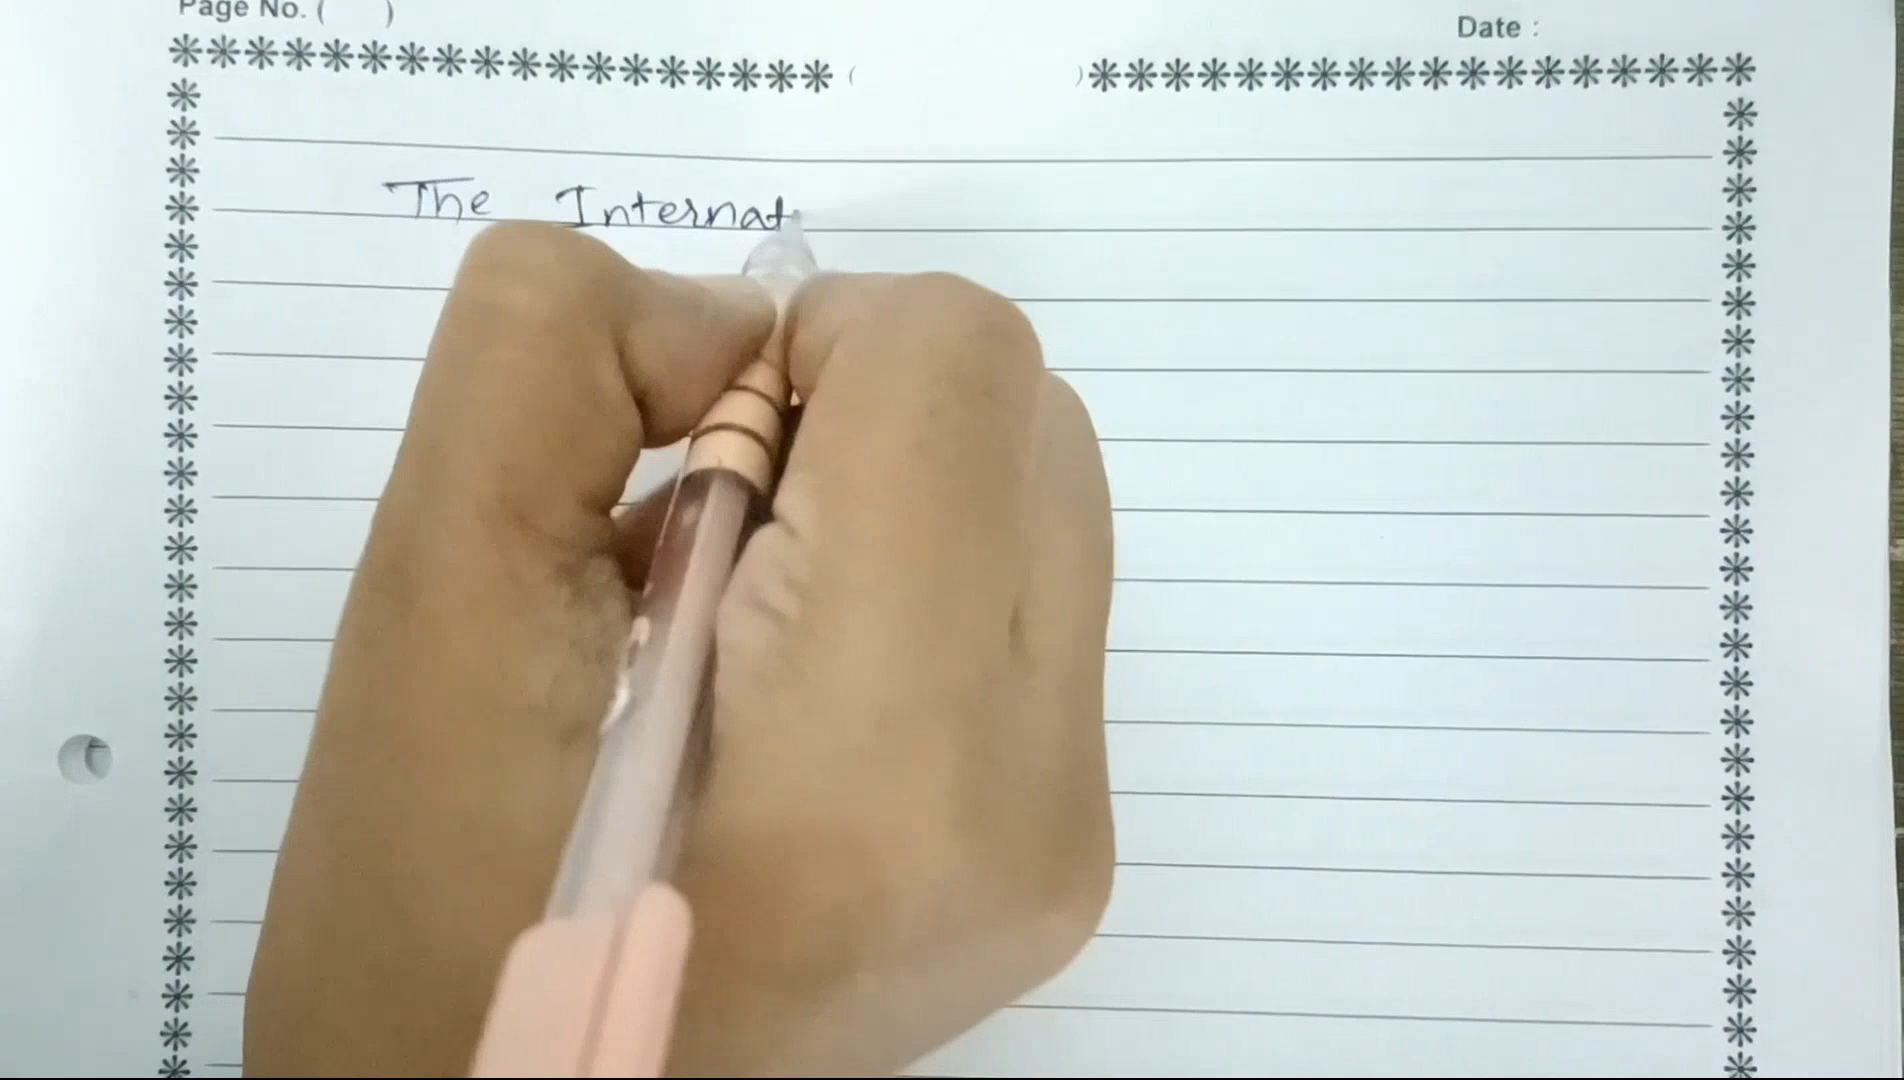 Page No. ( )
Date :
( )
The Internat